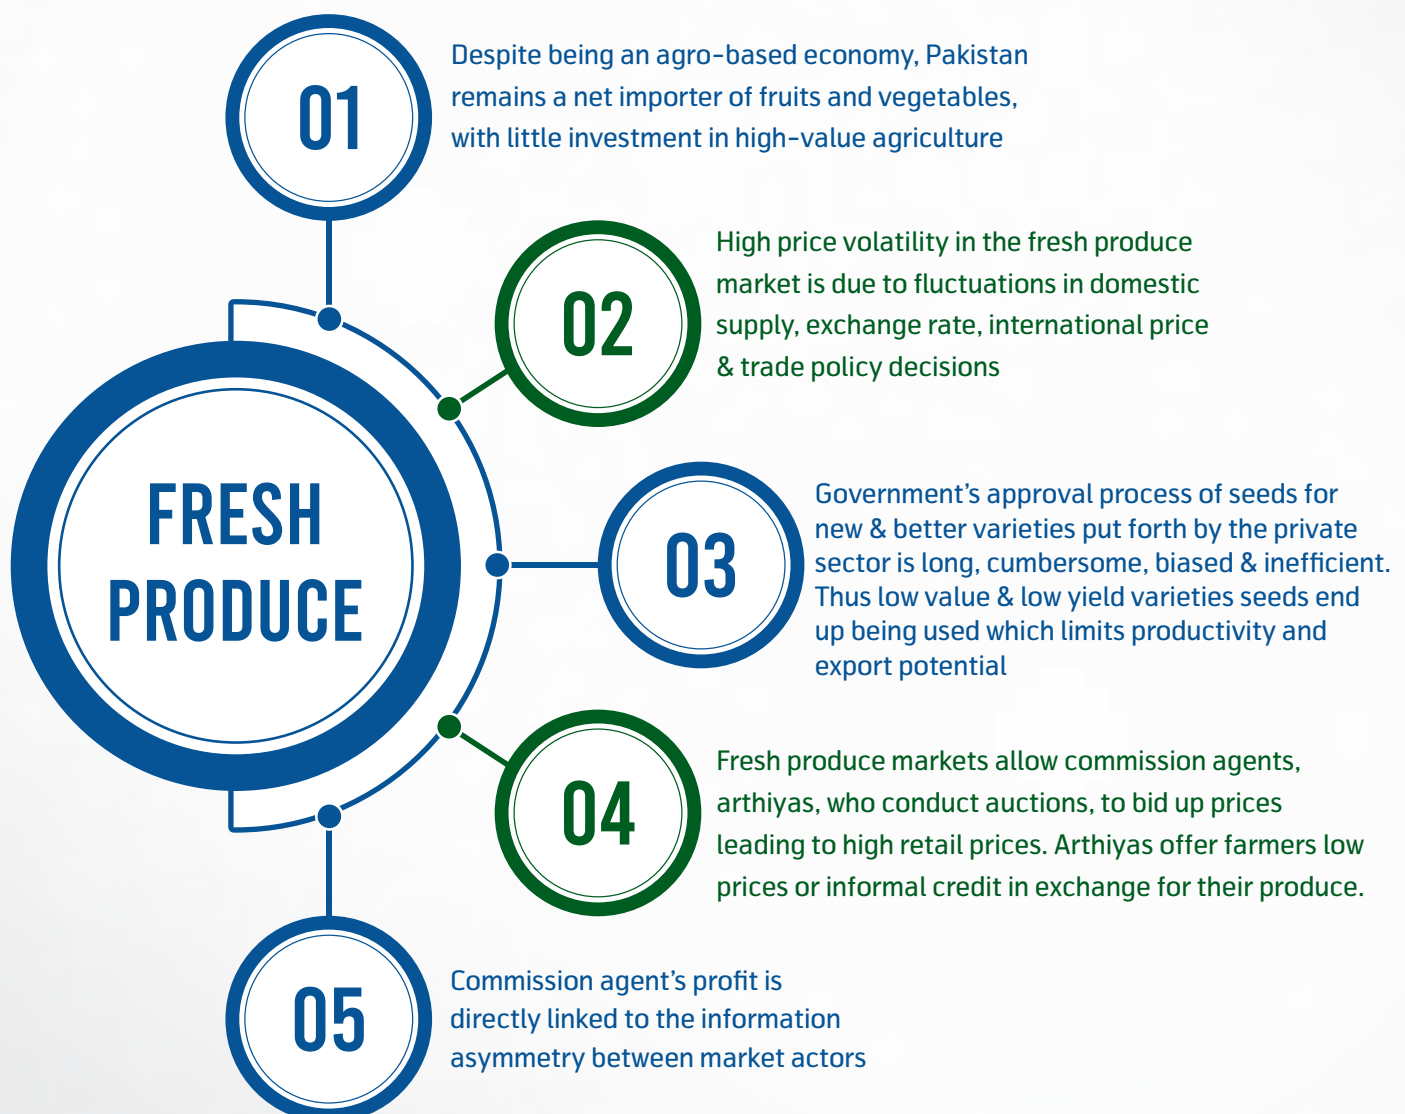 01
Despite being an agro-based economy, Pakistan
remains a net importer of fruits and vegetables,
with little investment in high-value agriculture
02
High price volatility in the fresh produce
market is due to fluctuations in domestic
supply, exchange rate, international price
& trade policy decisions
FRESH
PRODUCE
03
Government’s approval process of seeds for
new & better varieties put forth by the private
sector is long, cumbersome, biased & inefficient.
Thus low value & low yield varieties seeds end
up being used which limits productivity and
export potential
04
Fresh produce markets allow commission agents,
arthiyas, who conduct auctions, to bid up prices
leading to high retail prices. Arthiyas offer farmers low
prices or informal credit in exchange for their produce.
05
Commission agent’s profit is
directly linked to the information
asymmetry between market actors